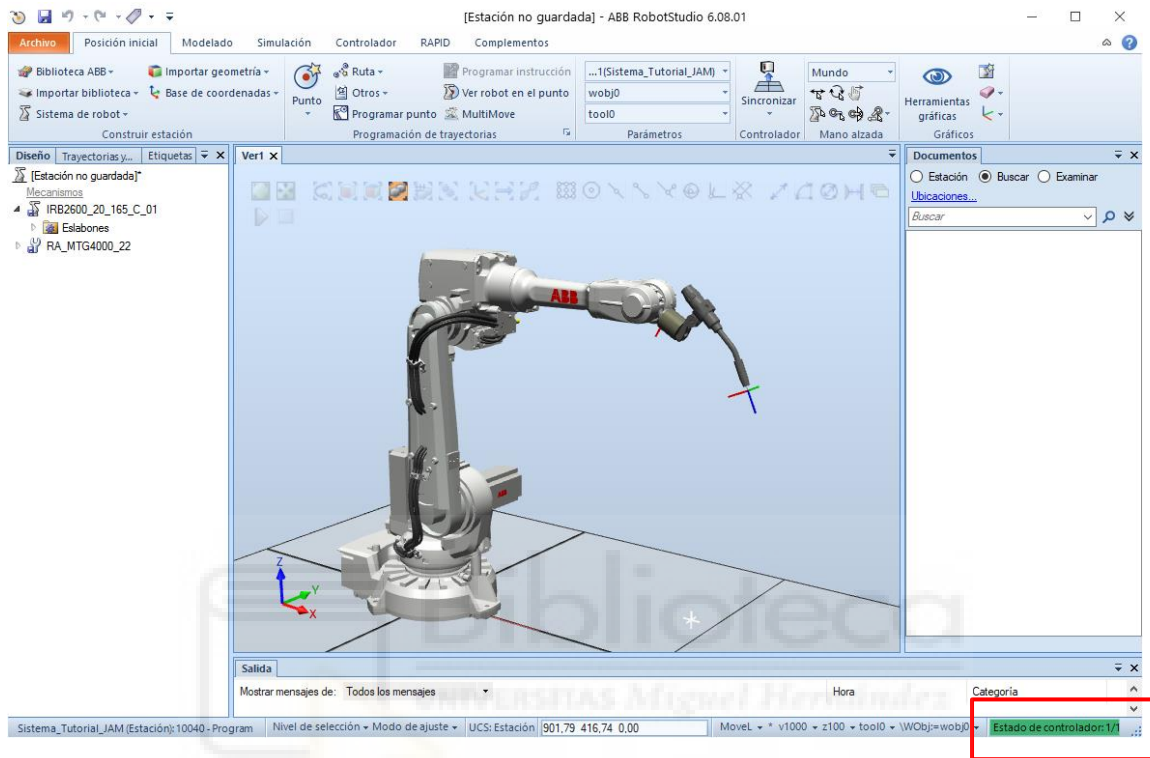 [Estación no guardada] - ABB RobotStudio 6.08.01
Archivo Posición inicial Modelado Simulación Controlador RAPID Complementos
Biblioteca ABB Importar geometría Ruta Programar instrucción ...1(Sistema_Tutorial_JAM) Mundo
Importar biblioteca Base de coordenadas Punto Otros Ver robot en el punto wobj0 Sincronizar Herramientas gráficas
Sistema de robot Programar punto MultiMove tool0
Construir estación Programación de trayectorias Parámetros Controlador Mano alzada Gráficos
Diseño Trayectorias y... Etiquetas Ver1 Documentos
[Estación no guardada]*
Mecanismos
IRB2600_20_165_C_01
Eslabones
RA_MTG4000_22
Estación Buscar Examinar
Ubicaciones...
Buscar
ABB
ABB
Z
Y
X
Biblioteca
UNIVERSITAS Miguel Hernández
Salida
Mostrar mensajes de: Todos los mensajes Hora Categoría
Sistema_Tutorial_JAM (Estación): 10040 - Program Nivel de selección Modo de ajuste UCS: Estación 901,79 416,74 0,00 MoveL * v1000 z100 tool0 \WObj:=wobj0 Estado de controlador: 1/1